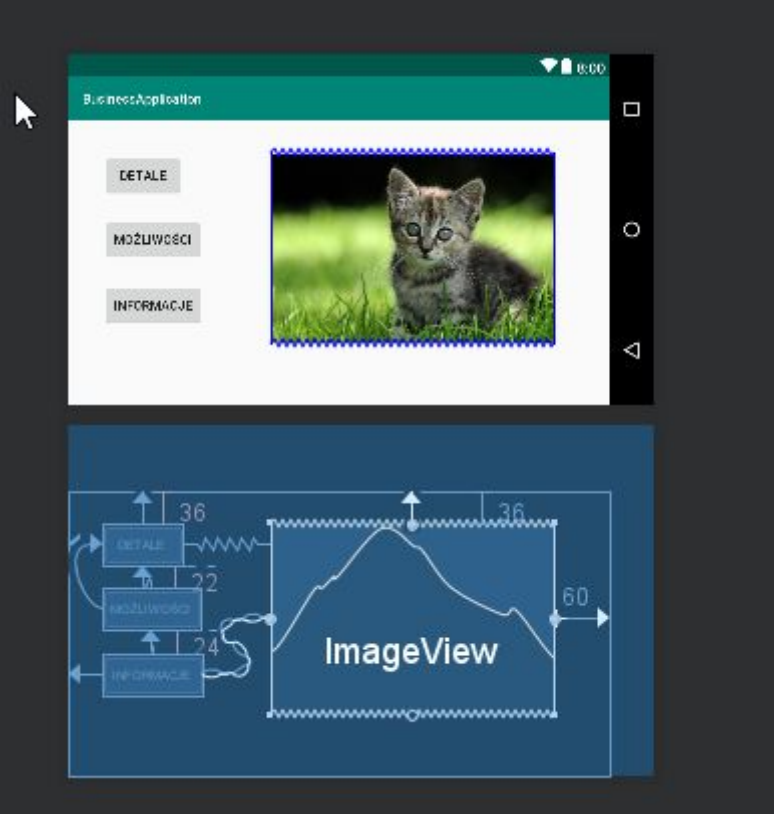 8:00
BusinessApplication
DETALE
MOŻLIWOŚCI
INFORMACJE
36
36
DETALE
22
60
MOŻLIWOŚCI
24
ImageView
INFORMACJE